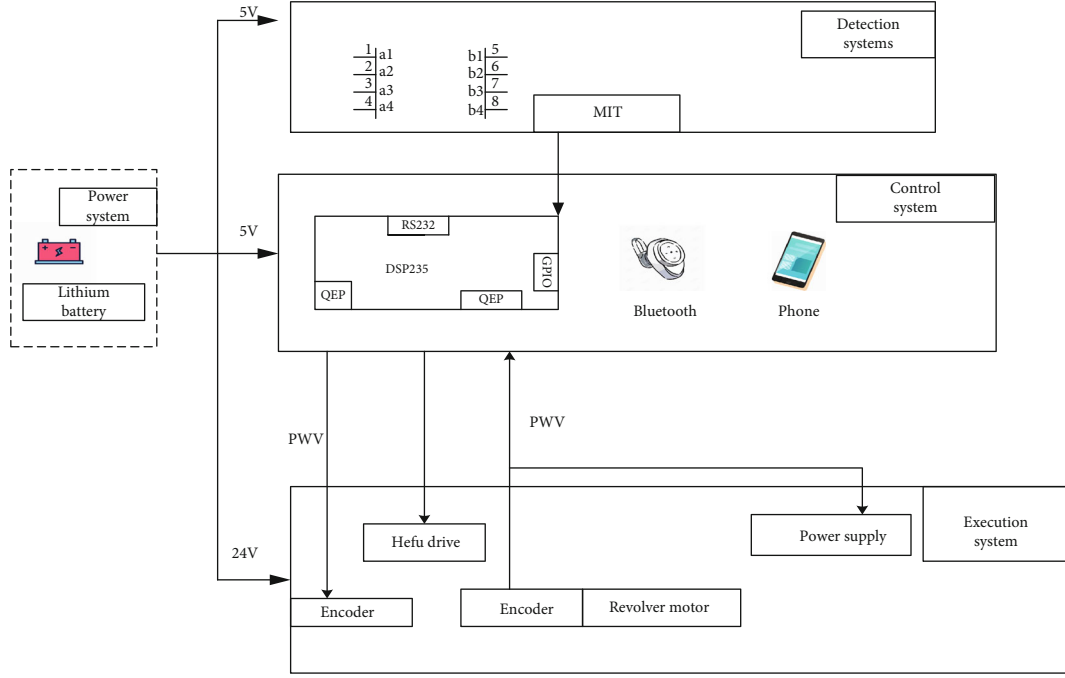 5V
Detection
systems
1 a1
2 a2
3 a3
4 a4
b1 5
b2 6
b3 7
b4 8
MIT
Power
system
+ -
Lithium
battery
5V
Control
system
RS232
DSP235
GPIO
QEP
QEP
Bluetooth
Phone
PWV
PWV
24V
Hefu drive
Power supply
Execution
system
Encoder
Encoder
Revolver motor